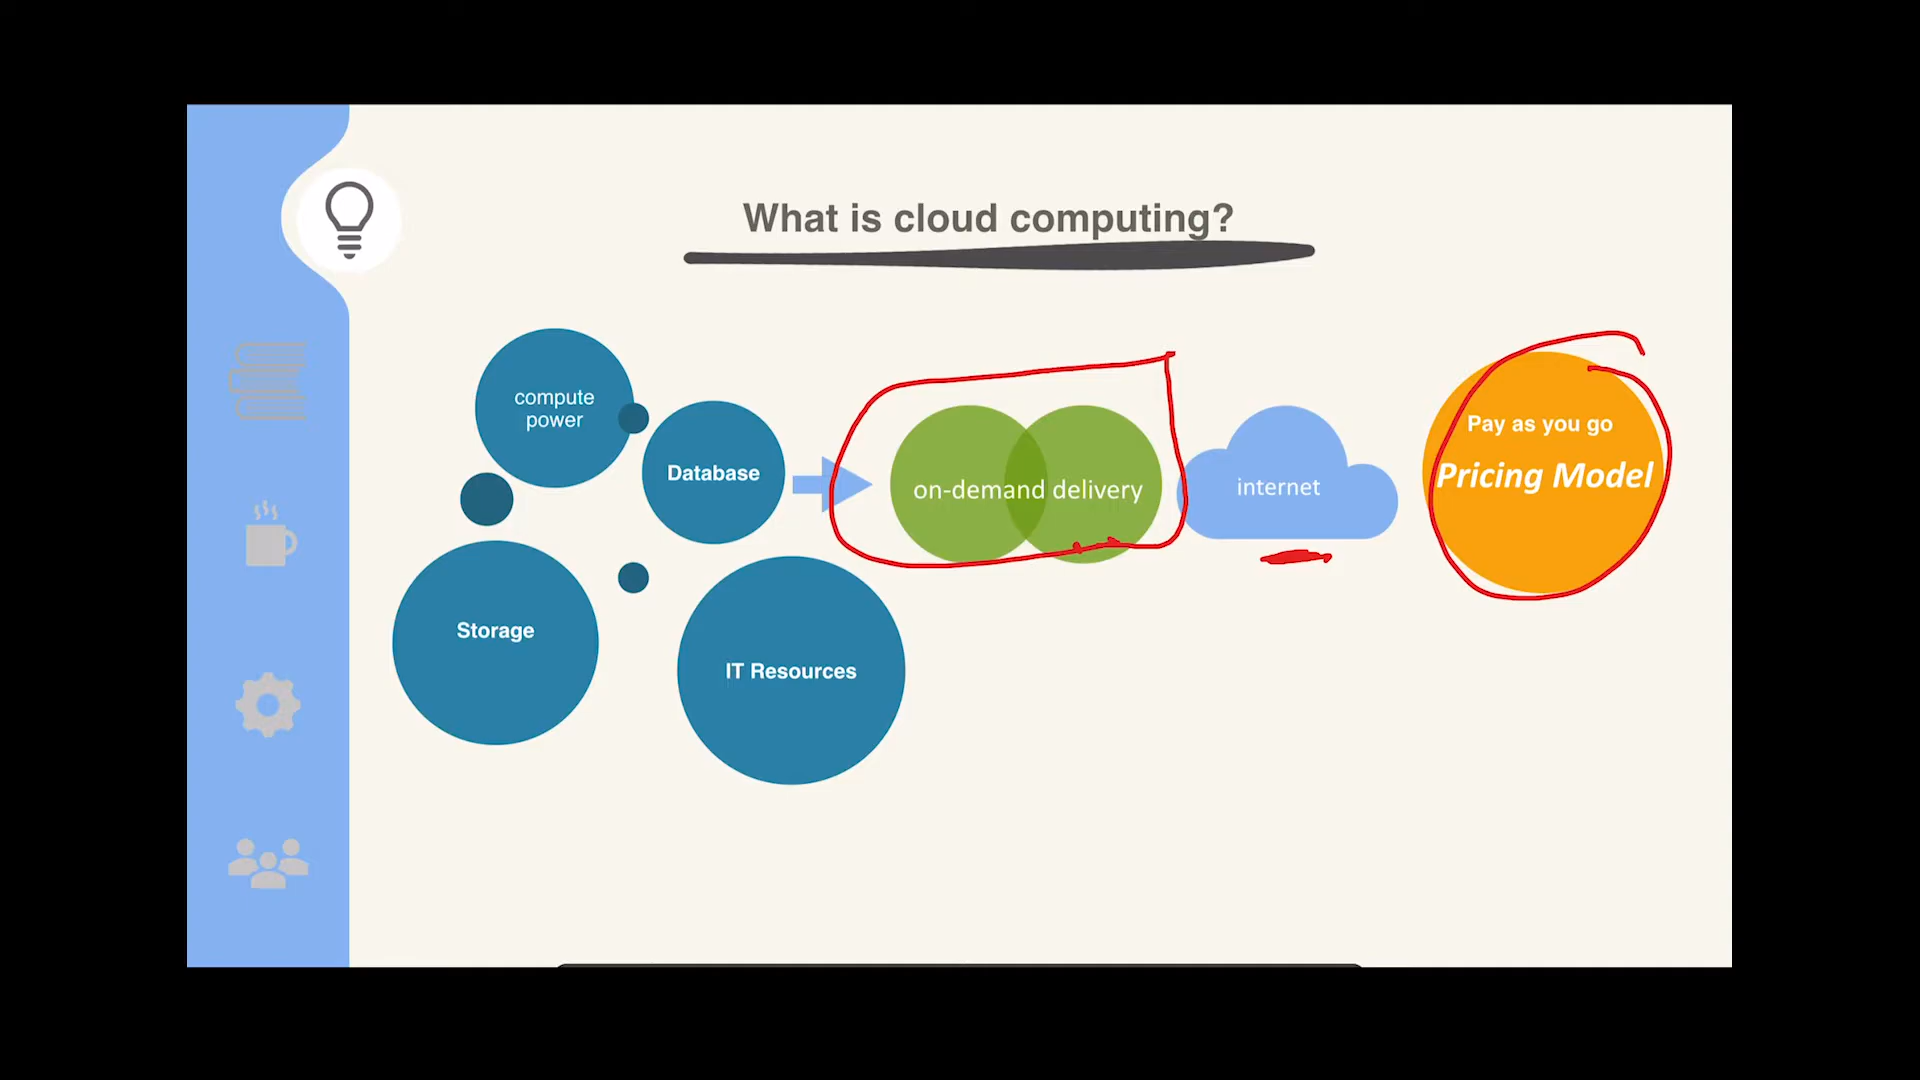 What is cloud computing?
compute
power
Database
Storage
IT Resources
on-demand delivery
internet
Pay as you go
Pricing Model